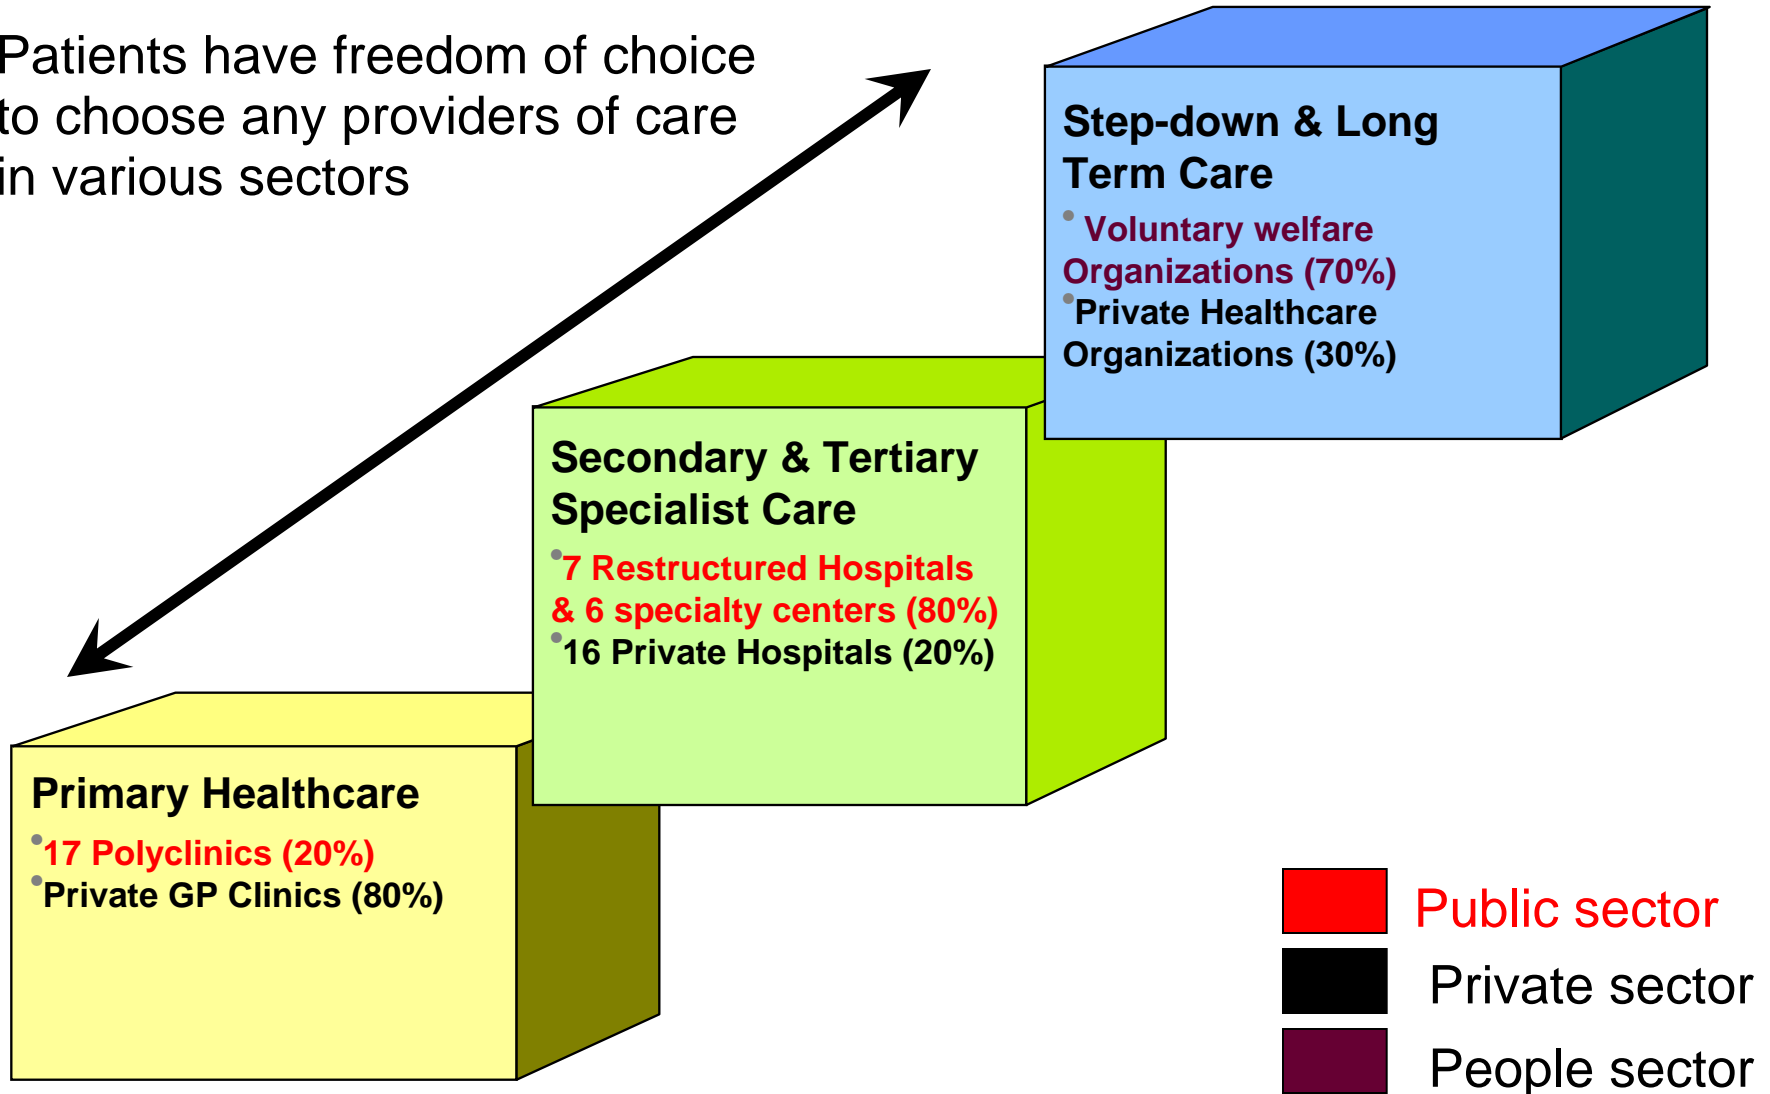 Patients have freedom of choice
to choose any providers of care
in various sectors
Step-down & Long
Term Care
• Voluntary welfare
Organizations (70%)
•Private Healthcare
Organizations (30%)
Secondary & Tertiary
Specialist Care
•7 Restructured Hospitals
& 6 specialty centers (80%)
•16 Private Hospitals (20%)
Primary Healthcare
•17 Polyclinics (20%)
•Private GP Clinics (80%)
Public sector
Private sector
People sector